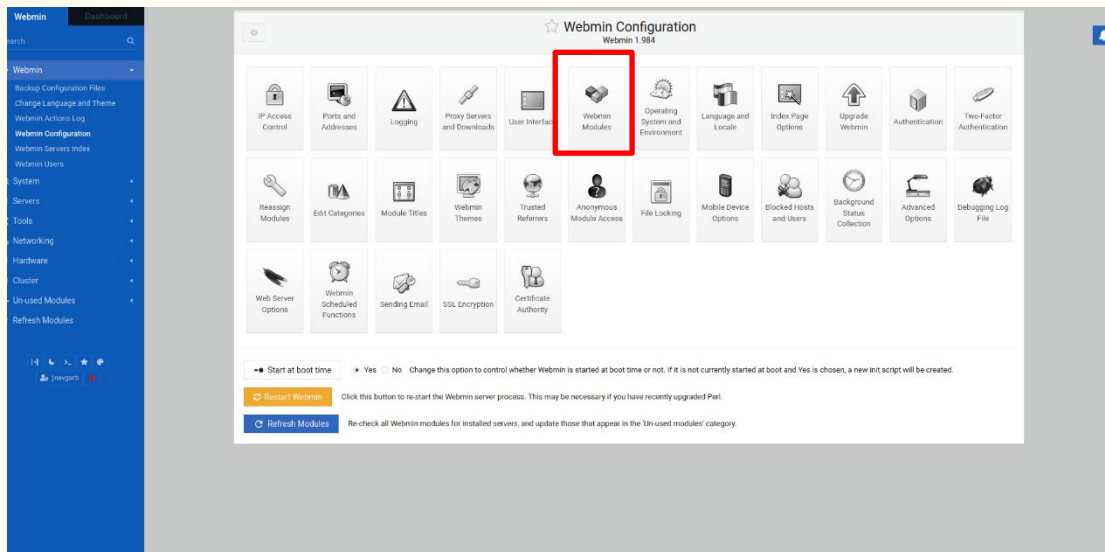 Webmin
Dashboard
earch
Webmin
Backup Configuration Files
Change Language and Theme
Webmin Actions Log
Webmin Configuration
Webmin Servers Index
Webmin Users
System
Servers
Tools
Networking
Hardware
Cluster
Un-used Modules
Refresh Modules
Webmin Configuration
Webmin 1.984
IP Access
Control
Ports and
Addresses
Logging
Proxy Servers
and Downloads
User Interfac
Webmin
Modules
Operating
System and
Environment
Language and
Locale
Index Page
Options
Upgrade
Webmin
Authentication
Two-Factor
Authentication
Reassign
Modules
Edit Categories
Module Titles
Webmin
Themes
Trusted
Referrers
Anonymous
Module Access
File Locking
Mobile Device
Options
Blocked Hosts
and Users
Background
Status
Collection
Advanced
Options
Debugging Log
File
Web Server
Options
Webmin
Scheduled
Functions
Sending Email
SSL Encryption
Certificate
Authority
Start at boot time Yes No Change this option to control whether Webmin is started at boot time or not. If it is not currently started at boot and Yes is chosen, a new init script will be created.
Restart Webmin Click this button to re-start the Webmin server process. This may be necessary if you have recently upgraded Perl.
Refresh Modules Re-check all Webmin modules for installed servers, and update those that appear in the 'Un-used modules' category.